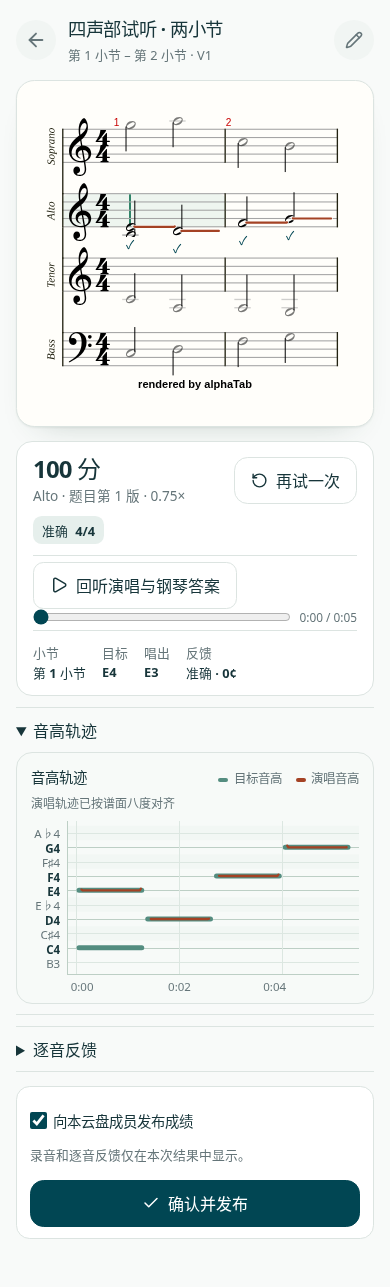 四声部试听 · 两小节
第 1 小节 – 第 2 小节 · V1
1
2
Soprano
Alto
Tenor
Bass
rendered by alphaTab
100 分
Alto · 题目第 1 版 · 0.75×
再试一次
准确 4/4
回听演唱与钢琴答案
0:00 / 0:05
小节 目标 唱出 反馈
第 1 小节 E4 E3 准确 · 0¢
音高轨迹
音高轨迹
目标音高 演唱音高
演唱轨迹已按谱面八度对齐
A♭4
G4
F♯4
F4
E4
E♭4
D4
C♯4
C4
B3
0:00 0:02 0:04
逐音反馈
向本云盘成员发布成绩
录音和逐音反馈仅在本次结果中显示。
确认并发布